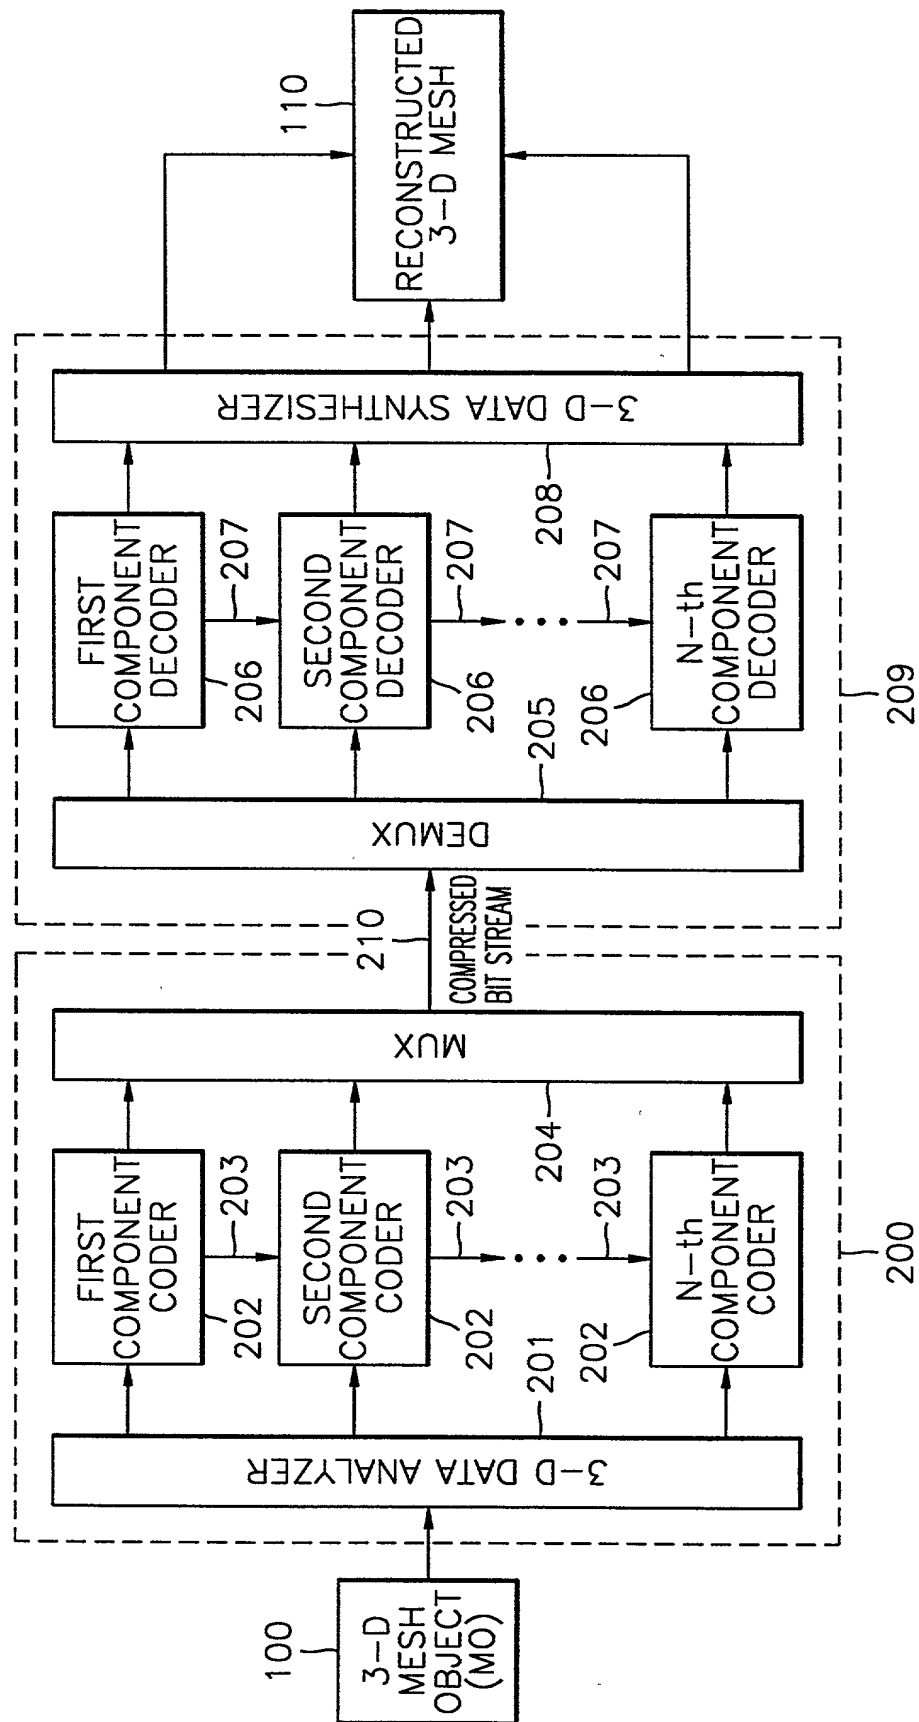 100
3-D
MESH
OBJECT
(MO)
3-D DATA ANALYZER
201
FIRST
COMPONENT
CODER
202
203
SECOND
COMPONENT
CODER
202
203
203
N-th
COMPONENT
CODER
202
MUX
204
200
210
COMPRESSED
BIT STREAM
DEMUX
205
FIRST
COMPONENT
DECODER
206
207
SECOND
COMPONENT
DECODER
206
207
207
N-th
COMPONENT
DECODER
206
3-D DATA SYNTHESIZER
208
209
RECONSTRUCTED
3-D MESH
110